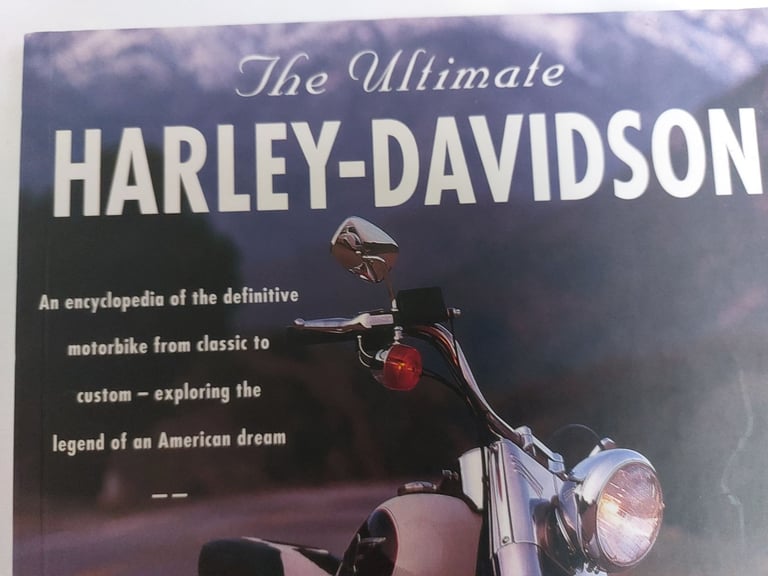 The Ultimate
HARLEY-DAVIDSON
An encyclopedia of the definitive
motorbike from classic to
custom – exploring the
legend of an American dream